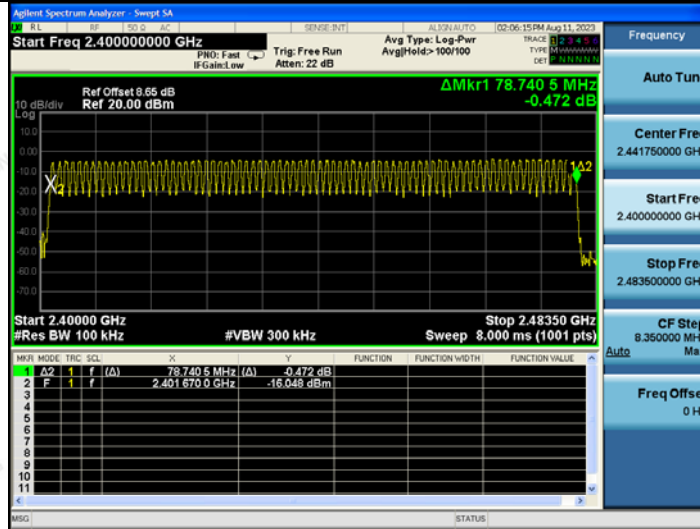 Agilent Spectrum Analyzer - Swept SA
RL RF 50 Ω AC SENSE:INT ALIGNAUTO 02:06:15 PM Aug 11, 2023
Start Freq 2.400000000 GHz
PNO: Fast
IFGain:Low
Trig: Free Run
Atten: 22 dB
Avg Type: Log-Pwr
Avg|Hold:> 100/100
TRACE 1 2 3 4 5 6
TYPE M
DET P N N N N N
ΔMkr1 78.740 5 MHz
-0.472 dB
Ref Offset 8.65 dB
10 dB/div Ref 20.00 dBm
Log
10.0
0.00
-10.0
-20.0
-30.0
-40.0
-50.0
-60.0
-70.0
2
1Δ2
Start 2.40000 GHz
Stop 2.48350 GHz
#Res BW 100 kHz #VBW 300 kHz Sweep 8.000 ms (1001 pts)
MKR MODE TRC SCL X Y FUNCTION FUNCTION WIDTH FUNCTION VALUE
1 Δ2 1 f (Δ) 78.740 5 MHz (Δ) -0.472 dB
2 F 1 f 2.401 670 0 GHz -16.048 dBm
3
4
5
6
7
8
9
10
11
MSG
STATUS
Frequency
Auto Tun
Center Fre
2.441750000 GH
Start Fre
2.400000000 GH
Stop Fre
2.483500000 GH
CF Ste
8.350000 MH
Auto Ma
Freq Offse
0 H